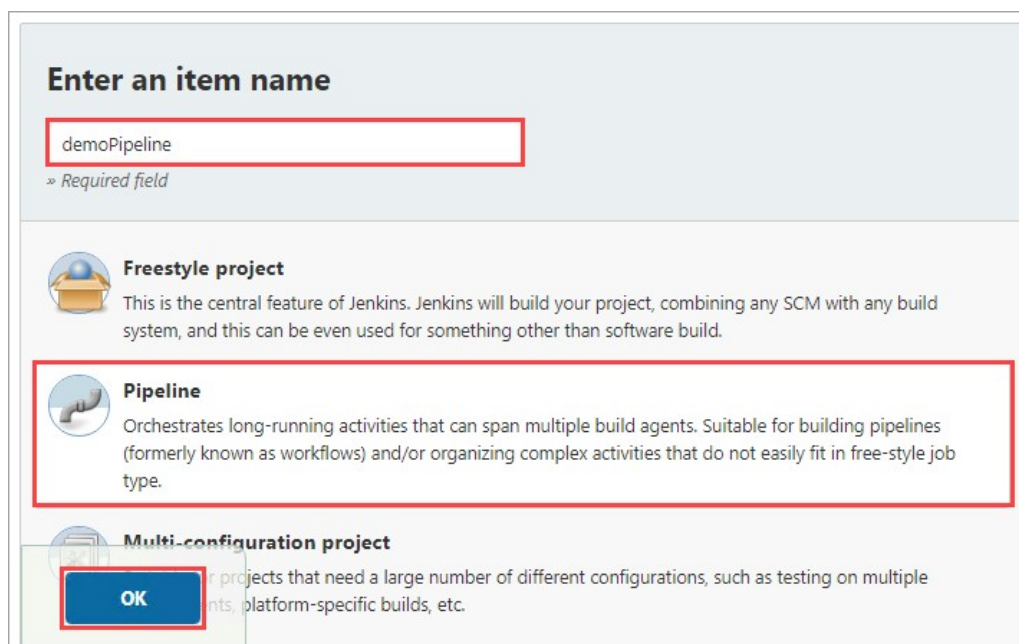 Enter an item name
demoPipeline
» Required field
Freestyle project
This is the central feature of Jenkins. Jenkins will build your project, combining any SCM with any build
system, and this can be even used for something other than software build.
Pipeline
Orchestrates long-running activities that can span multiple build agents. Suitable for building pipelines
(formerly known as workflows) and/or organizing complex activities that do not easily fit in free-style job
type.
Multi-configuration project
projects that need a large number of different configurations, such as testing on multiple
platform-specific builds, etc.
OK